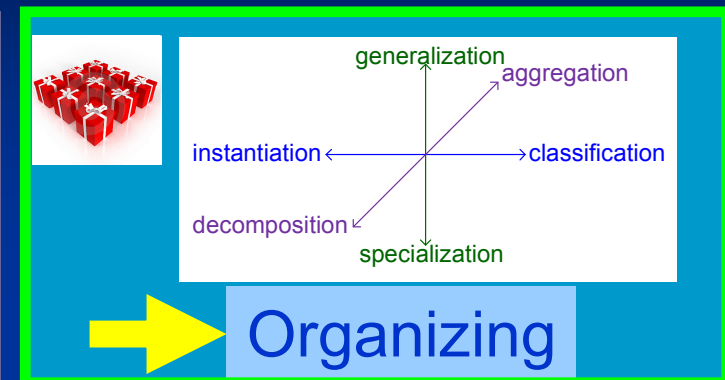 generalization
aggregation
instantiation
classification
decomposition
specialization
Organizing